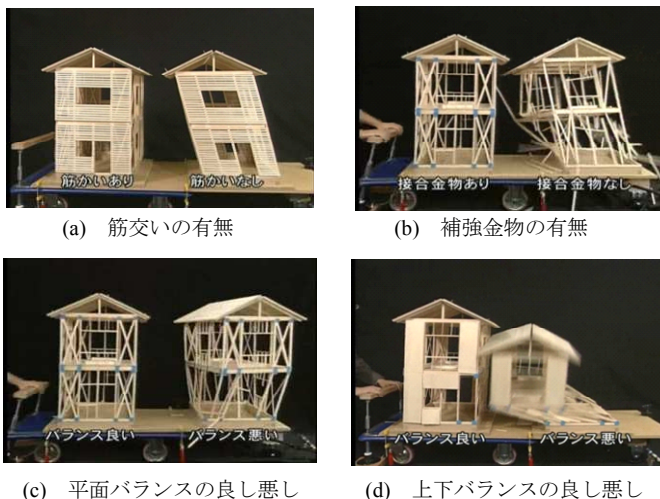 筋かいあり 筋かいなし
(a) 筋交いの有無
接合金物あり 接合金物なし
(b) 補強金物の有無
バランス良い バランス悪い
(c) 平面バランスの良し悪し
バランス良い バランス悪い
(d) 上下バランスの良し悪し